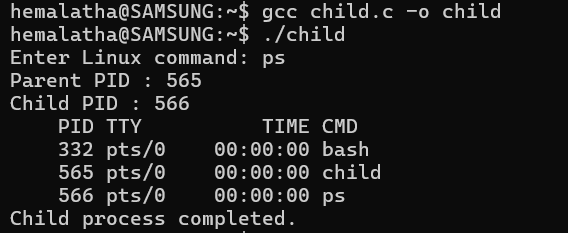 hemalatha@SAMSUNG:~$ gcc child.c -o child
hemalatha@SAMSUNG:~$ ./child
Enter Linux command: ps
Parent PID : 565
Child PID : 566
    PID TTY          TIME CMD
    332 pts/0    00:00:00 bash
    565 pts/0    00:00:00 child
    566 pts/0    00:00:00 ps
Child process completed.